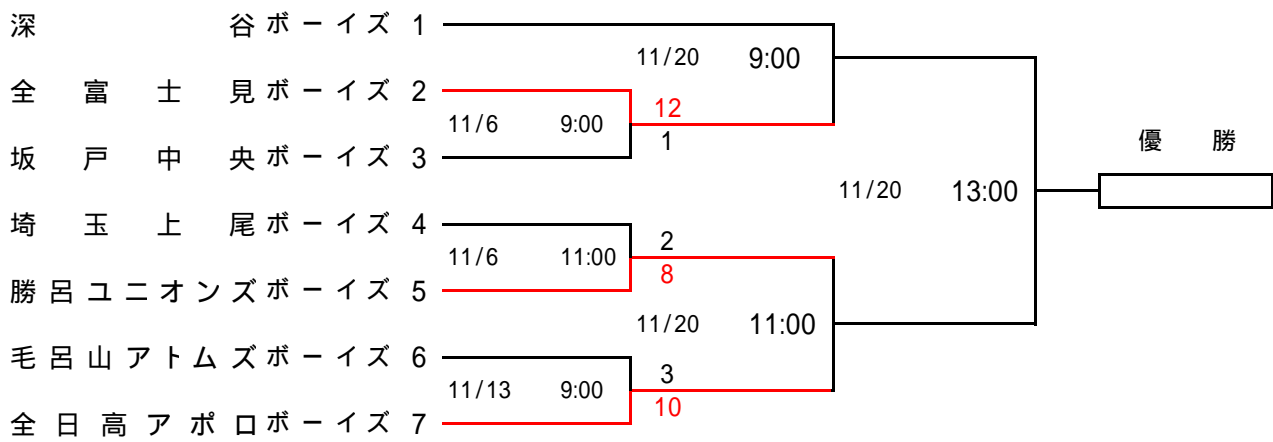 深谷ボーイズ 1
11/20 9:00
全富士見ボーイズ 2
12
11/6 9:00
1
優勝
坂戸中央ボーイズ 3
11/20 13:00
埼玉上尾ボーイズ 4
2
11/6 11:00
8
勝呂ユニオンズボーイズ 5
11/20 11:00
毛呂山アトムズボーイズ 6
3
11/13 9:00
10
全日高アポロボーイズ 7